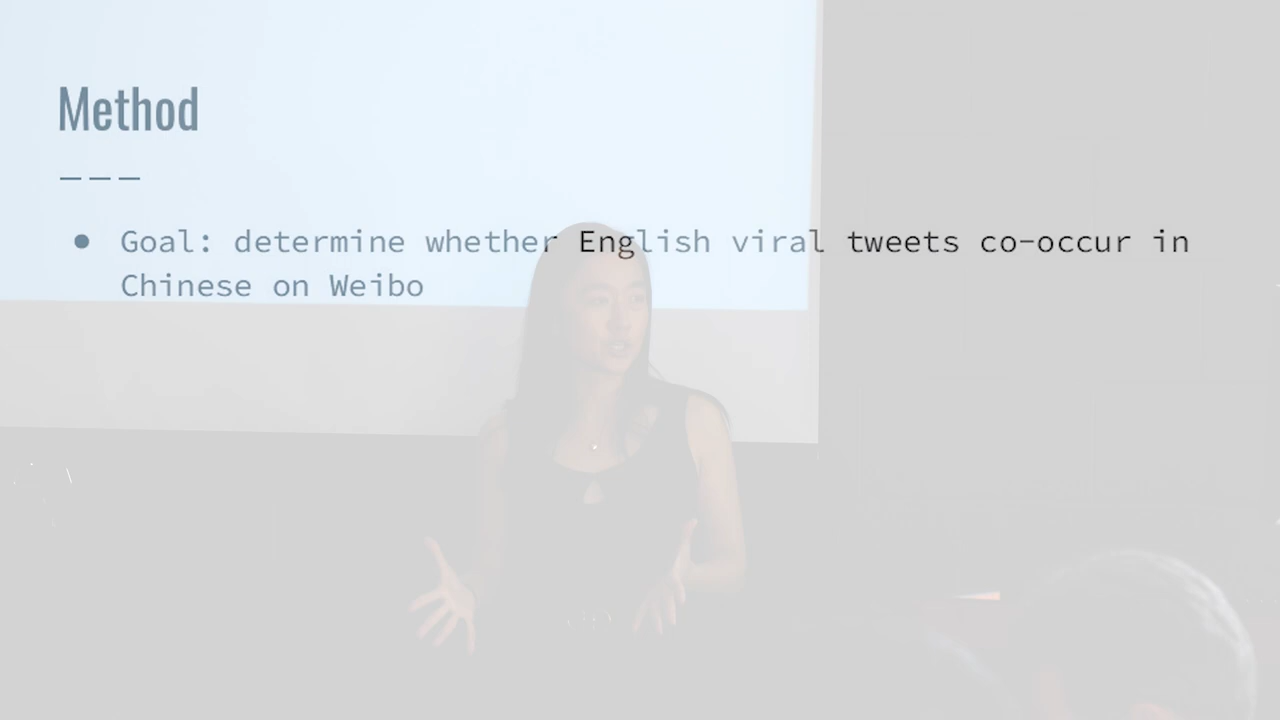 Method
———
● Goal: determine whether English viral tweets co-occur in
Chinese on Weibo